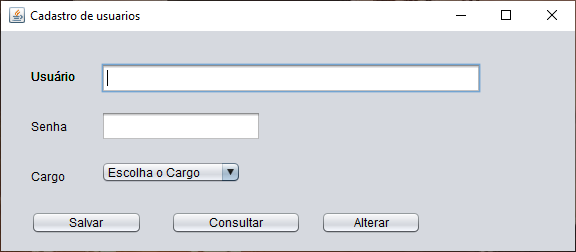 Cadastro de usuarios
Usuário
Senha
Cargo Escolha o Cargo
Salvar Consultar Alterar